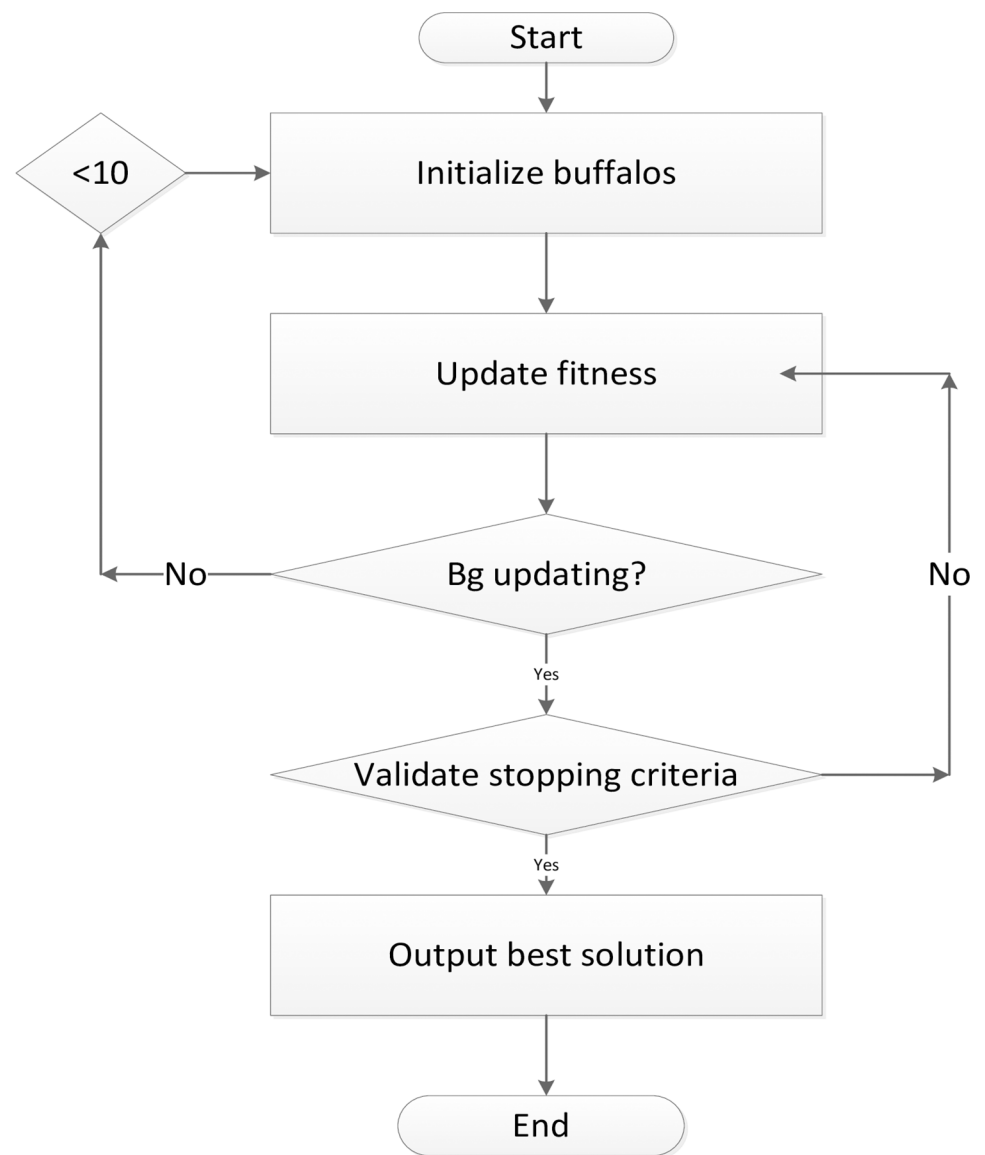 Start
<10
Initialize buffalos
Update fitness
No
Bg updating?
No
Yes
Validate stopping criteria
Yes
Output best solution
End